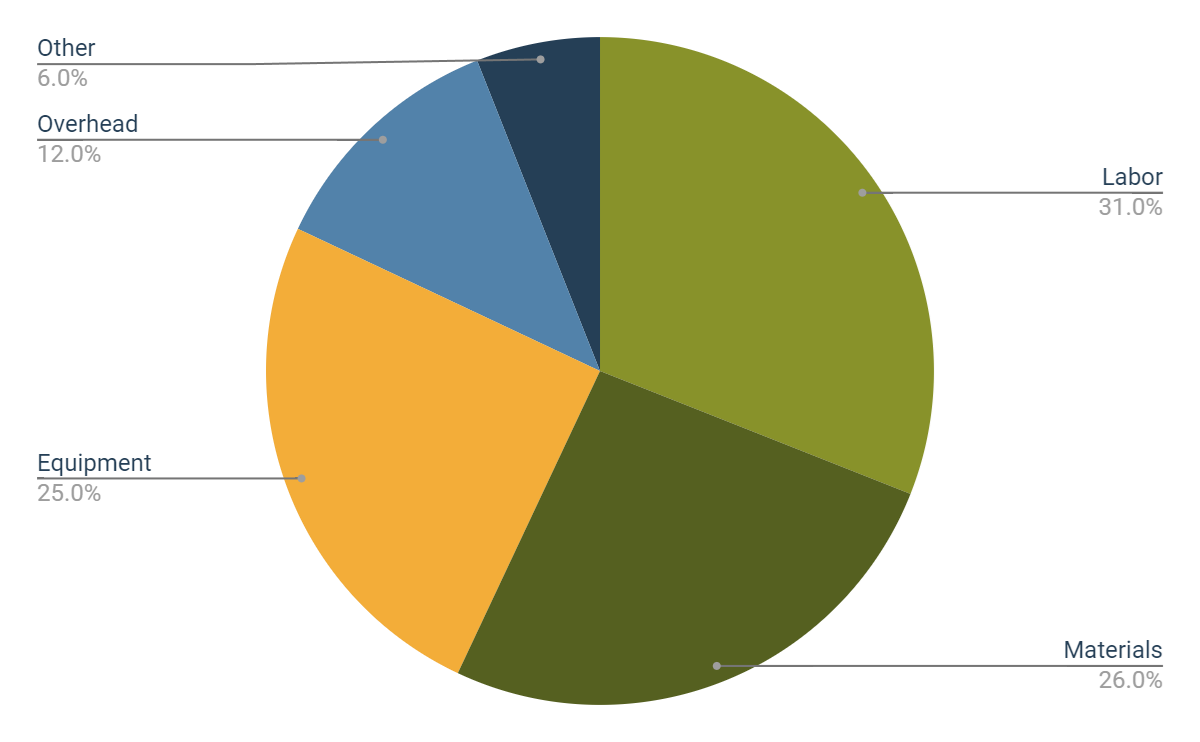 Other
6.0%
Overhead
12.0%
Labor
31.0%
Equipment
25.0%
Materials
26.0%